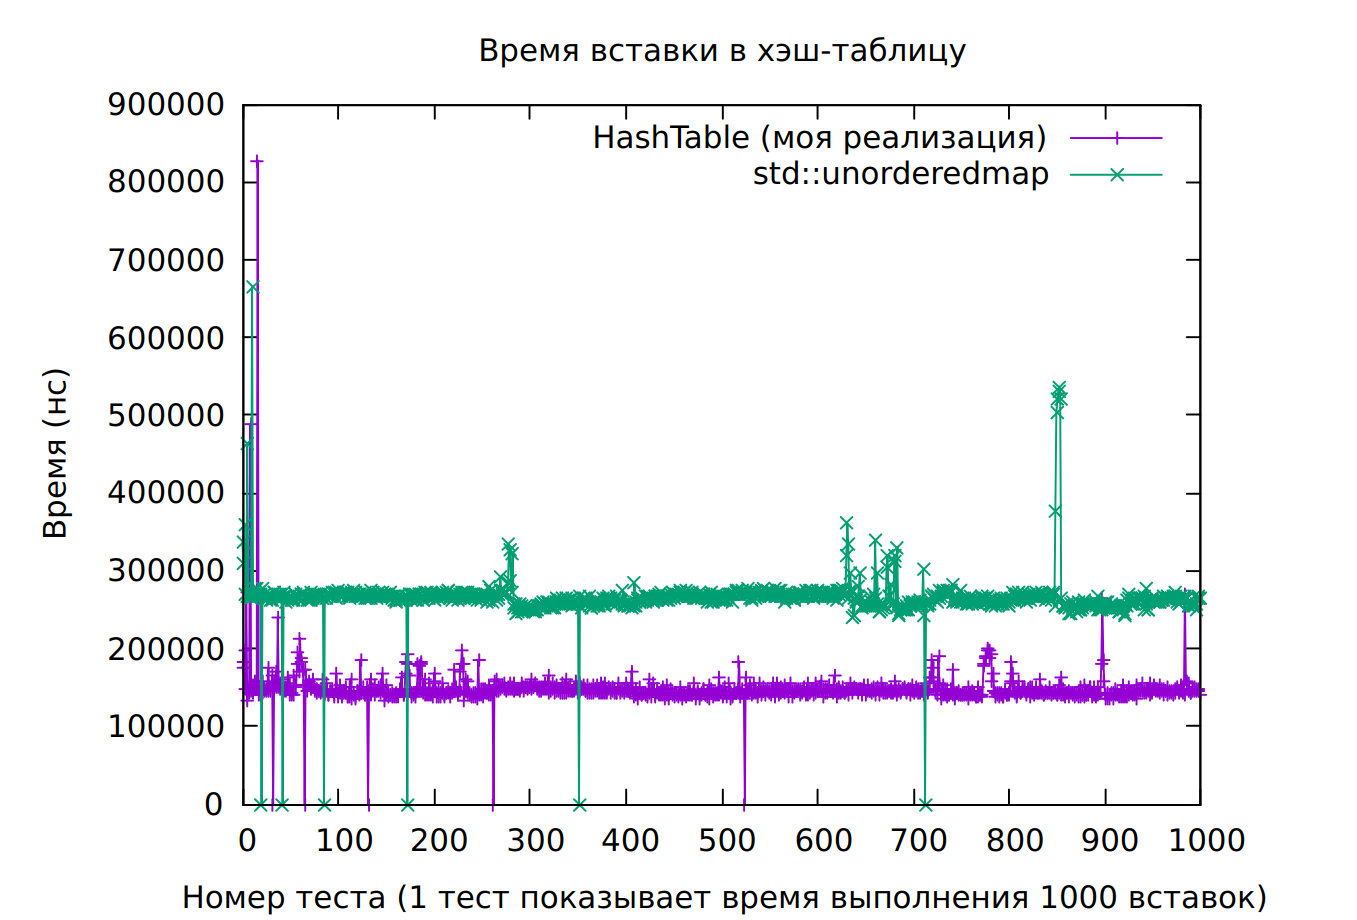 Время вставки в хэш-таблицу
900000
800000
700000
600000
500000
400000
300000
200000
100000
0
HashTable (моя реализация)
std::unorderedmap
Время (нс)
0 100 200 300 400 500 600 700 800 900 1000
Номер теста (1 тест показывает время выполнения 1000 вставок)